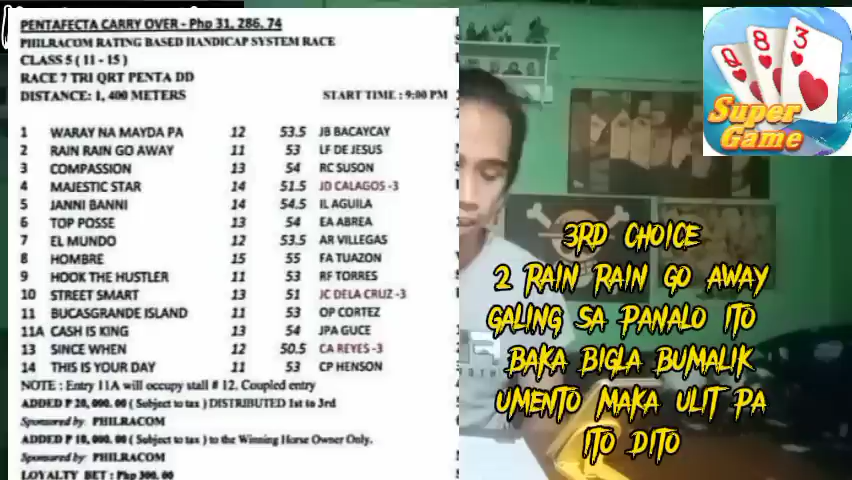 PENTAFECTA CARRY OVER - Php 31, 286, 74
PHILRACOM RATING BASED HANDICAP SYSTEM RACE
CLASS 5 ( 11 - 15 )
RACE 7 TRI QRT PENTA DD
DISTANCE: 1, 400 METERS START TIME : 9:00 PM
1 WARAY NA MAYDA PA 12 53.5 JB BACAYCAY
2 RAIN RAIN GO AWAY 11 53 LF DE JESUS
3 COMPASSION 13 54 RC SUSON
4 MAJESTIC STAR 14 51.5 JD CALAGOS -3
5 JANNI BANNI 14 54.5 IL AGUILA
6 TOP POSSE 13 54 EA ABREA
7 EL MUNDO 12 53.5 AR VILLEGAS
8 HOMBRE 15 55 FA TUAZON
9 HOOK THE HUSTLER 11 53 RF TORRES
10 STREET SMART 13 51 JC DELA CRUZ -3
11 BUCASGRANDE ISLAND 11 53 OP CORTEZ
11A CASH IS KING 13 54 JPA GUCE
13 SINCE WHEN 12 50.5 CA REYES -3
14 THIS IS YOUR DAY 11 53 CP HENSON
NOTE : Entry 11A will occupy stall # 12. Coupled entry
ADDED P 20, 000. 00 ( Subject to tax ) DISTRIBUTED 1st to 3rd
Sponsored by: PHILRACOM
ADDED P 10, 000. 00 ( Subject to tax ) to the Winning Horse Owner Only.
Sponsored by: PHILRACOM
LOYALTY BET : Php 300. 00
Q 8 3
Super
Game
3RD CHOICE
2 RAIN RAIN GO AWAY
GALING SA PANALO ITO
BAKA BIGLA BUMALIK
UMENTO MAKA ULIT PA
ITO DITO